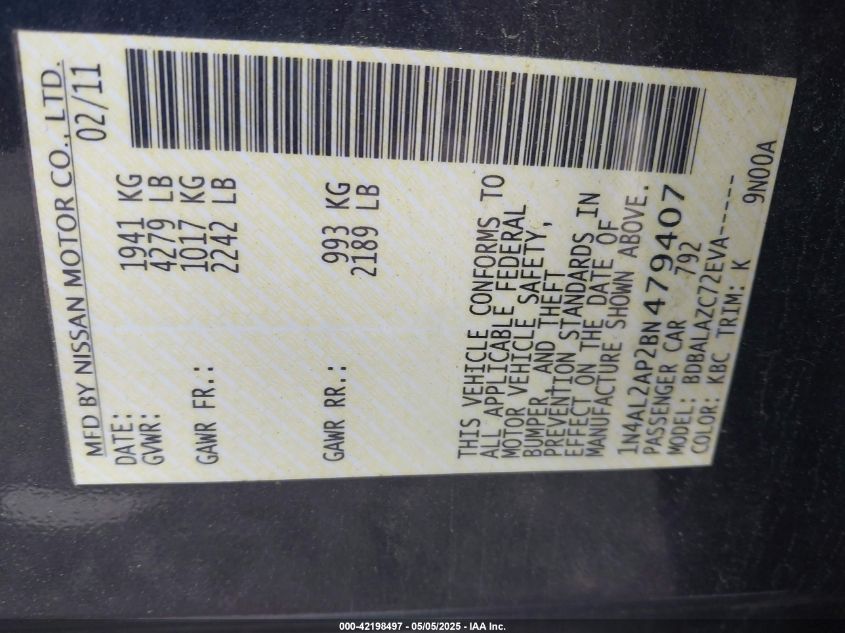 MFD BY NISSAN MOTOR CO., LTD.
DATE: 02/11
GVWR: 1941 KG
4279 LB
GAWR FR.: 1017 KG
2242 LB
GAWR RR.: 993 KG
2189 LB
THIS VEHICLE CONFORMS TO
ALL APPLICABLE FEDERAL
MOTOR VEHICLE SAFETY,
BUMPER, AND THEFT
PREVENTION STANDARDS IN
EFFECT ON THE DATE OF
MANUFACTURE SHOWN ABOVE.
1N4AL2AP2BN479407
PASSENGER CAR 792
MODEL: BDBALAZC72EVA------
COLOR: KBC TRIM: K
9N00A
000-42198497 - 05/05/2025 - IAA Inc.